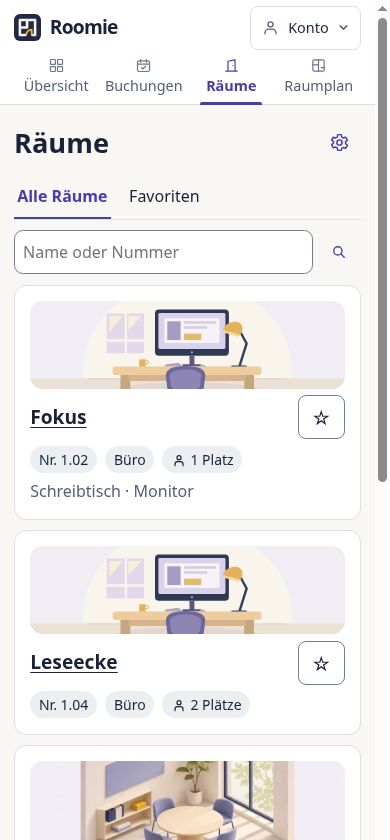 Roomie
Konto
Übersicht
Buchungen
Räume
Raumplan
Räume
Alle Räume
Favoriten
Name oder Nummer
Fokus
Nr. 1.02
Büro
1 Platz
Schreibtisch · Monitor
Leseecke
Nr. 1.04
Büro
2 Plätze